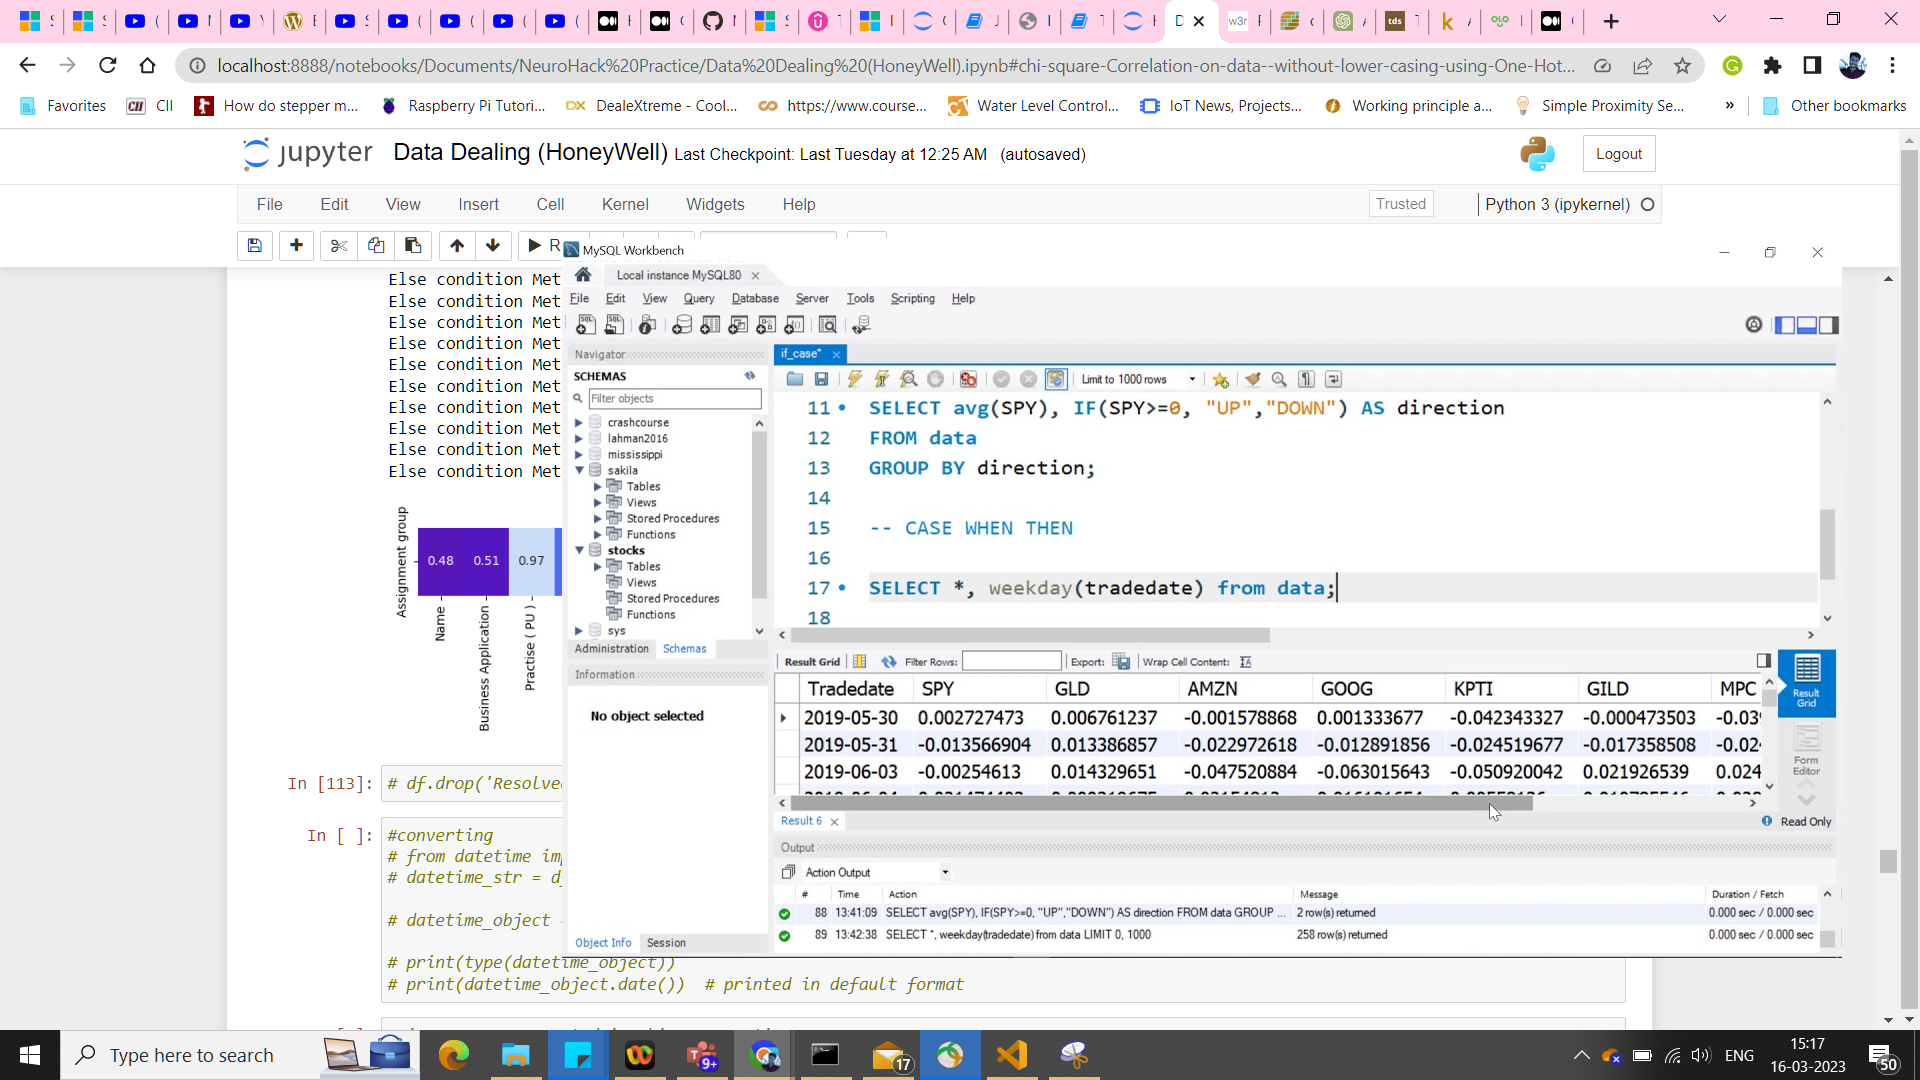 localhost:8888/notebooks/Documents/NeuroHack%20Practice/Data%20Dealing%20(HoneyWell).ipynb#chi-square-Correlation-on-data--without-lower-casing-using-One-Hot...
Favorites CII How do stepper m... Raspberry Pi Tutori... DealeXtreme - Cool... https://www.course... Water Level Control... IoT News, Projects... Working principle a... Simple Proximity Se... » Other bookmarks
jupyter Data Dealing (HoneyWell) Last Checkpoint: Last Tuesday at 12:25 AM (autosaved) Logout
File Edit View Insert Cell Kernel Widgets Help Trusted Python 3 (ipykernel)
Else condition Met
Else condition Met
Else condition Met
Else condition Met
Else condition Met
Else condition Met
Else condition Met
Else condition Met
Else condition Met
Else condition Met
Assignment group
0.48 0.51 0.97
Name
Business Application
Practise ( PU )
In [113]: # df.drop('Resolve
In [ ]: #converting
# from datetime im
# datetime_str = d
# datetime_object
# print(type(datetime_object))
# print(datetime_object.date()) # printed in default format
MySQL Workbench
Local instance MySQL80
File Edit View Query Database Server Tools Scripting Help
Navigator
SCHEMAS
Filter objects
crashcourse
lahman2016
mississippi
sakila
Tables
Views
Stored Procedures
Functions
stocks
Tables
Views
Stored Procedures
Functions
sys
Administration Schemas
Information
No object selected
Object Info Session
if_case*
Limit to 1000 rows
11 SELECT avg(SPY), IF(SPY>=0, "UP","DOWN") AS direction
12 FROM data
13 GROUP BY direction;
14
15 -- CASE WHEN THEN
16
17 SELECT *, weekday(tradedate) from data;
18
Result Grid Filter Rows: Export: Wrap Cell Content:
Tradedate SPY GLD AMZN GOOG KPTI GILD MPC
2019-05-30 0.002727473 0.006761237 -0.001578868 0.001333677 -0.042343327 -0.000473503 -0.039
2019-05-31 -0.013566904 0.013386857 -0.022972618 -0.012891856 -0.024519677 -0.017358508 -0.02
2019-06-03 -0.00254613 0.014329651 -0.047520884 -0.063015643 -0.050920042 0.021926539 0.024
Result Grid
Form Editor
Result 6 Read Only
Output
Action Output
# Time Action Message Duration / Fetch
88 13:41:09 SELECT avg(SPY), IF(SPY>=0, "UP","DOWN") AS direction FROM data GROUP ... 2 row(s) returned 0.000 sec / 0.000 sec
89 13:42:38 SELECT *, weekday(tradedate) from data LIMIT 0, 1000 258 row(s) returned 0.000 sec / 0.000 sec
Type here to search 9+ 17 ENG 15:17
16-03-2023 50